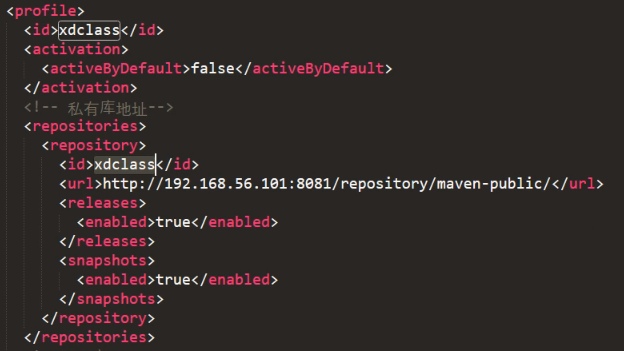 <profile>
<id>xdclass</id>
<activation>
<activeByDefault>false</activeByDefault>
</activation>
<!-- 私有库地址-->
<repositories>
<repository>
<id>xdclass</id>
<url>http://192.168.56.101:8081/repository/maven-public/</url>
<releases>
<enabled>true</enabled>
</releases>
<snapshots>
<enabled>true</enabled>
</snapshots>
</repository>
</repositories>